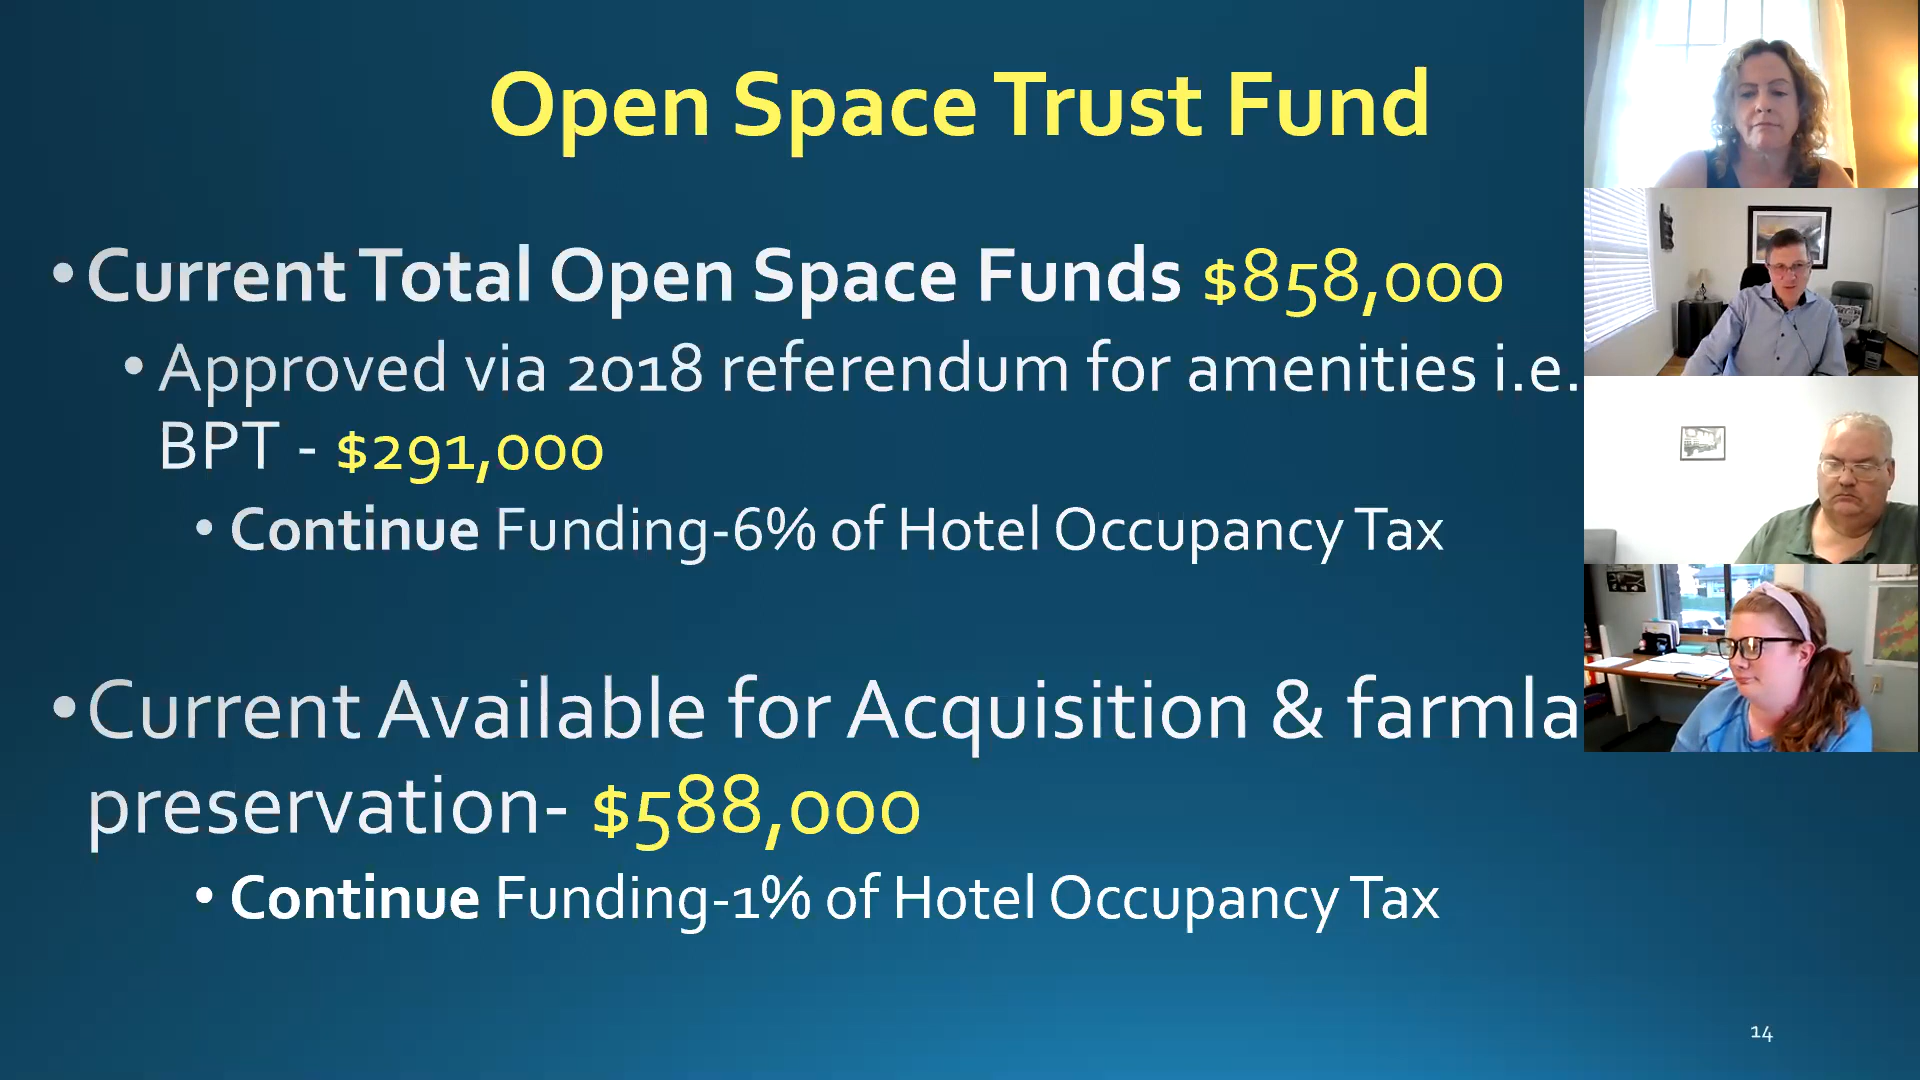 Open Space Trust Fund
• Current Total Open Space Funds $858,000
• Approved via 2018 referendum for amenities i.e.
BPT - $291,000
• Continue Funding-6% of Hotel Occupancy Tax
• Current Available for Acquisition & farmla
preservation- $588,000
• Continue Funding-1% of Hotel Occupancy Tax
14